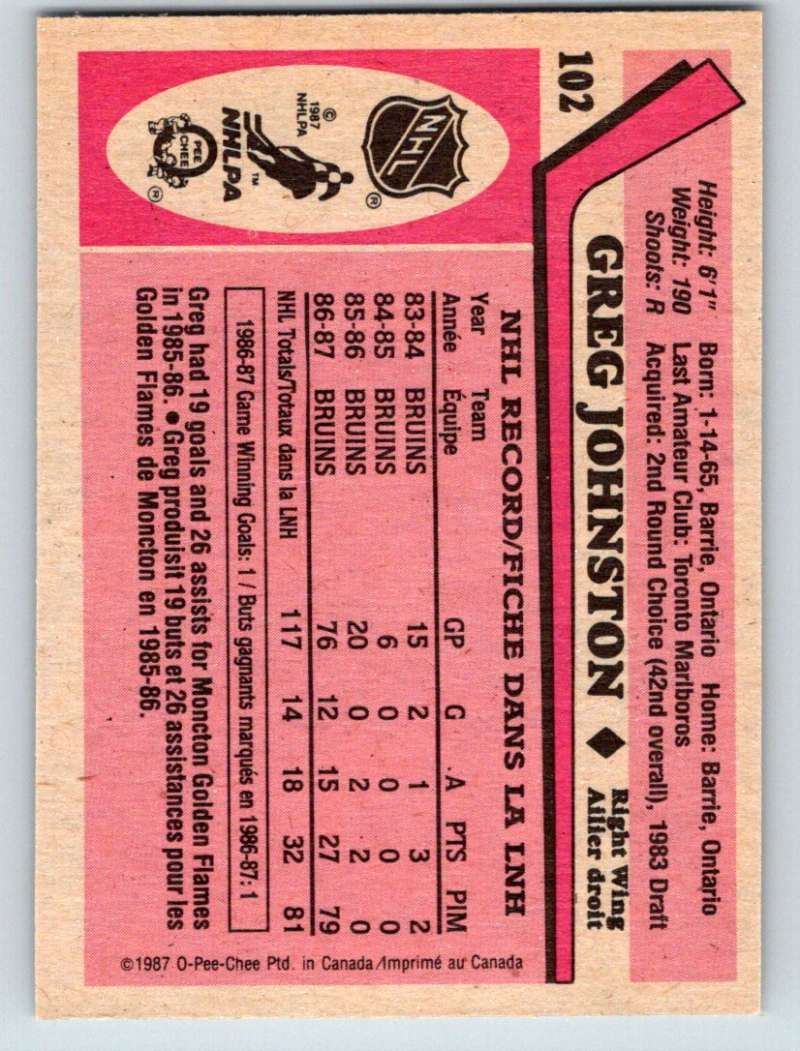 102
Height: 6'1" Born: 1-14-65, Barrie, Ontario Home: Barrie, Ontario
Weight: 190 Last Amateur Club: Toronto Marlboros
Shoots: R Acquired: 2nd Round Choice (42nd overall), 1983 Draft
GREG JOHNSTON ◆ Right Wing
Ailier droit
NHL
®
© 1987 NHLPA
NHLPA ™
O PEE CHEE ®
NHL RECORD/FICHE DANS LA LNH
Year Team
Année Équipe GP G A PTS PIM
83-84 BRUINS 15 2 1 3 2
84-85 BRUINS 6 0 0 0 0
85-86 BRUINS 20 0 2 2 0
86-87 BRUINS 76 12 15 27 79
NHL Totals/Totaux dans la LNH 117 14 18 32 81
1986-87 Game Winning Goals: 1 / Buts gagnants marqués en 1986-87: 1
Greg had 19 goals and 26 assists for Moncton Golden Flames
in 1985-86. ● Greg produisit 19 buts et 26 assistances pour les
Golden Flames de Moncton en 1985-86.
©1987 O-Pee-Chee Ptd. in Canada/Imprimé au Canada